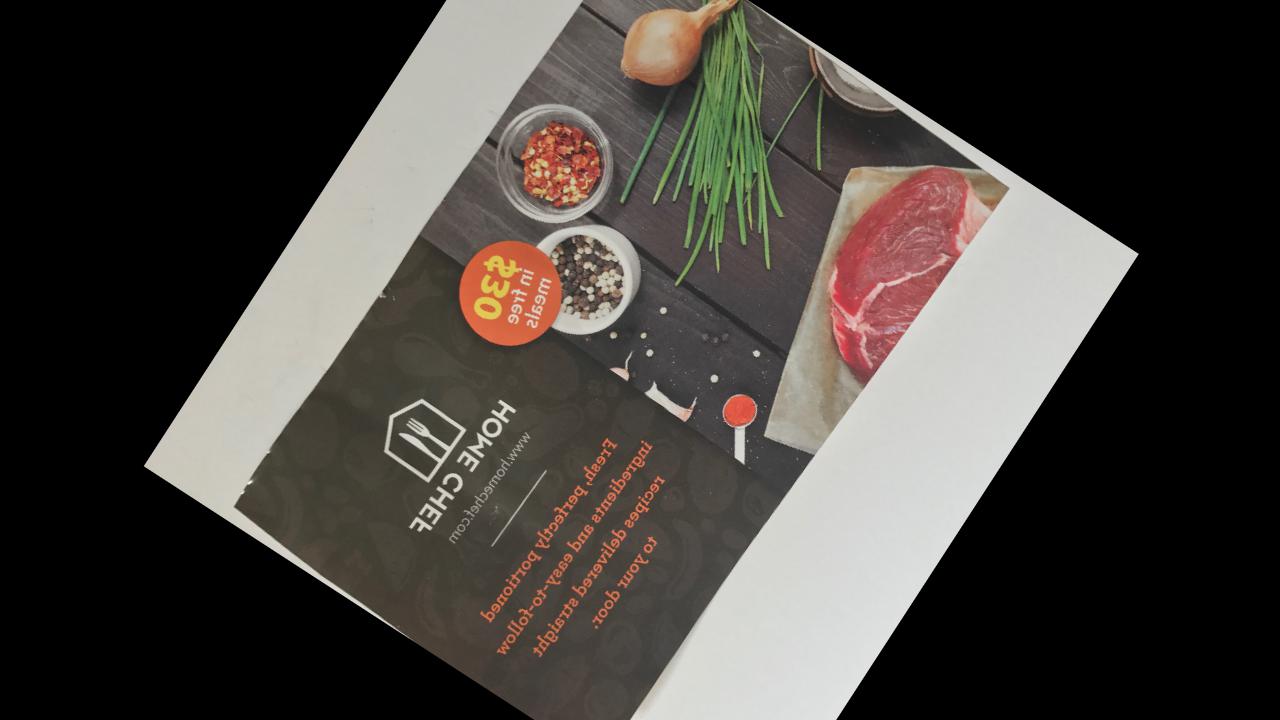 $30
in free
meals
HOME CHEF
www.homechef.com
Fresh, perfectly portioned
ingredients and easy-to-follow
recipes delivered straight
to your door.